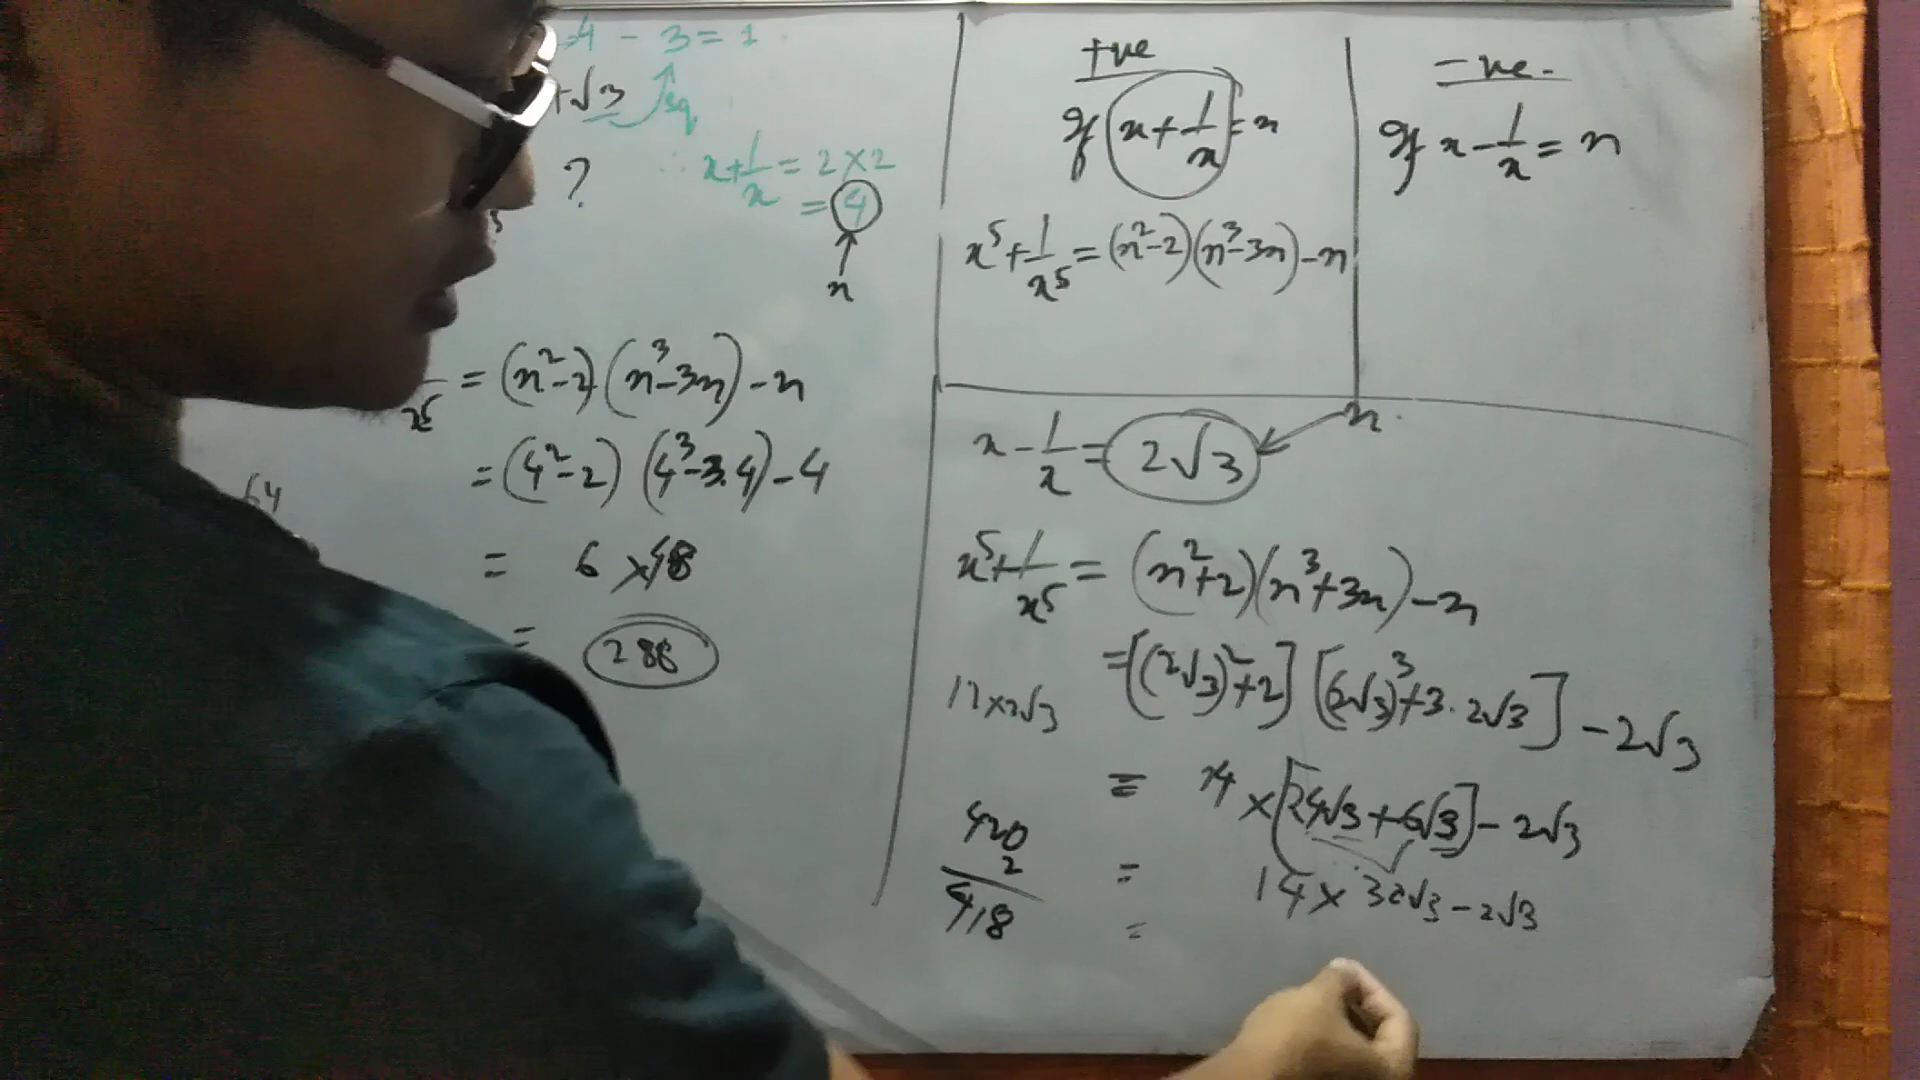 =4 - 3 = 1
+√3 sq
?
x + 1/x = 2×2
= 4
n
x⁵ = (n²-2)(n³-3n)-n
= (4²-2)(4³-3.4)-4
64
= 6 ×48
= 288
+ve
If x + 1/x = n
x⁵ + 1/x⁵ = (n²-2)(n³-3n)-n
-ve.
If x - 1/x = n
n.
x - 1/x = 2√3
x⁵ + 1/x⁵ = (n²+2)(n³+3n)-n
= [(2√3)²+2] [(2√3)³+3.2√3] - 2√3
12×2√3
= 14 × [24√3 + 6√3] - 2√3
= 14 × 30√3 - 2√3
=
420
2
418